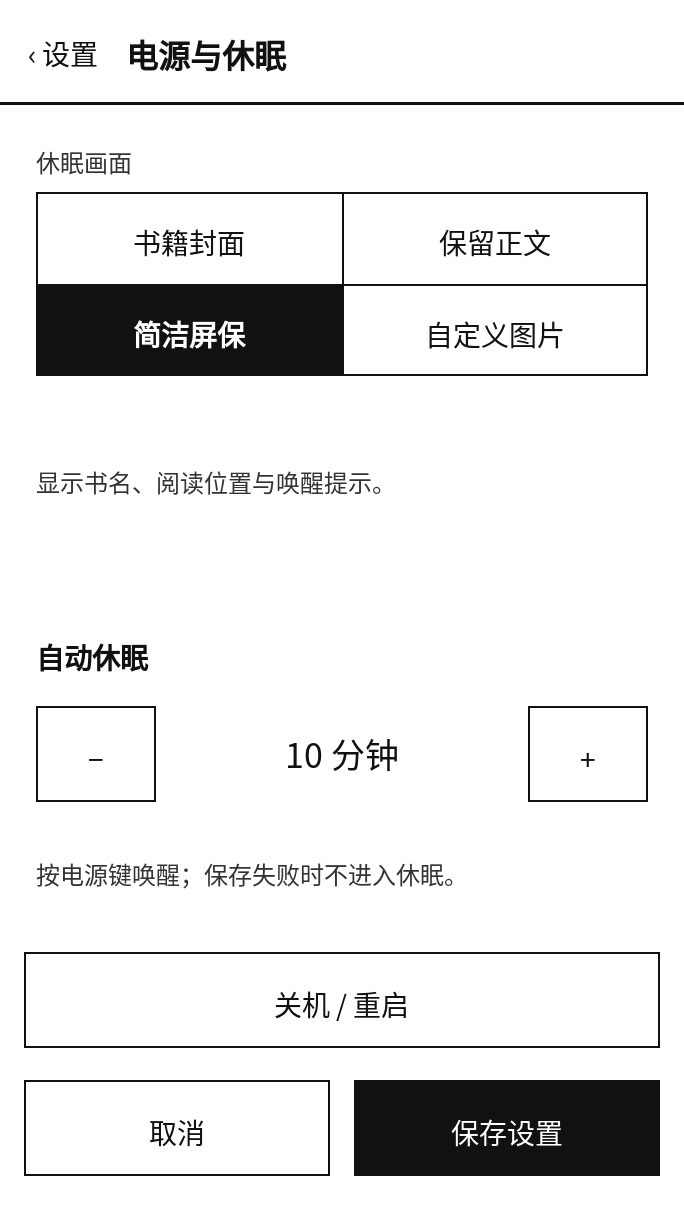 ‹ 设置 电源与休眠
休眠画面
书籍封面 保留正文
简洁屏保 自定义图片
显示书名、阅读位置与唤醒提示。
自动休眠
− 10 分钟 +
按电源键唤醒；保存失败时不进入休眠。
关机 / 重启
取消 保存设置